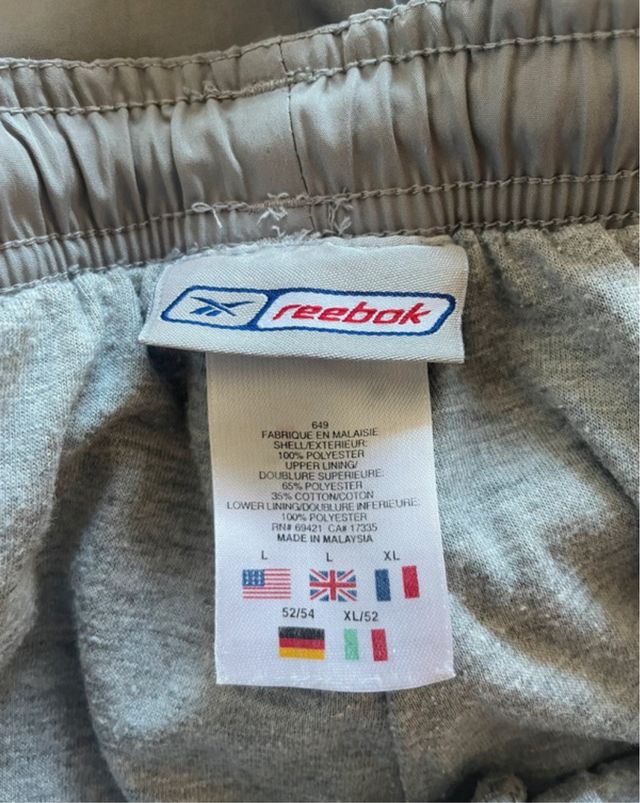 reebok
649
FABRIQUE EN MALAISIE
SHELL/EXTERIEUR:
100% POLYESTER
UPPER LINING/
DOUBLURE SUPERIEURE:
65% POLYESTER
35% COTTON/COTON
LOWER LINING/DOUBLURE INFERIEURE:
100% POLYESTER
RN# 69421 CA# 17335
MADE IN MALAYSIA
L L XL
52/54 XL/52